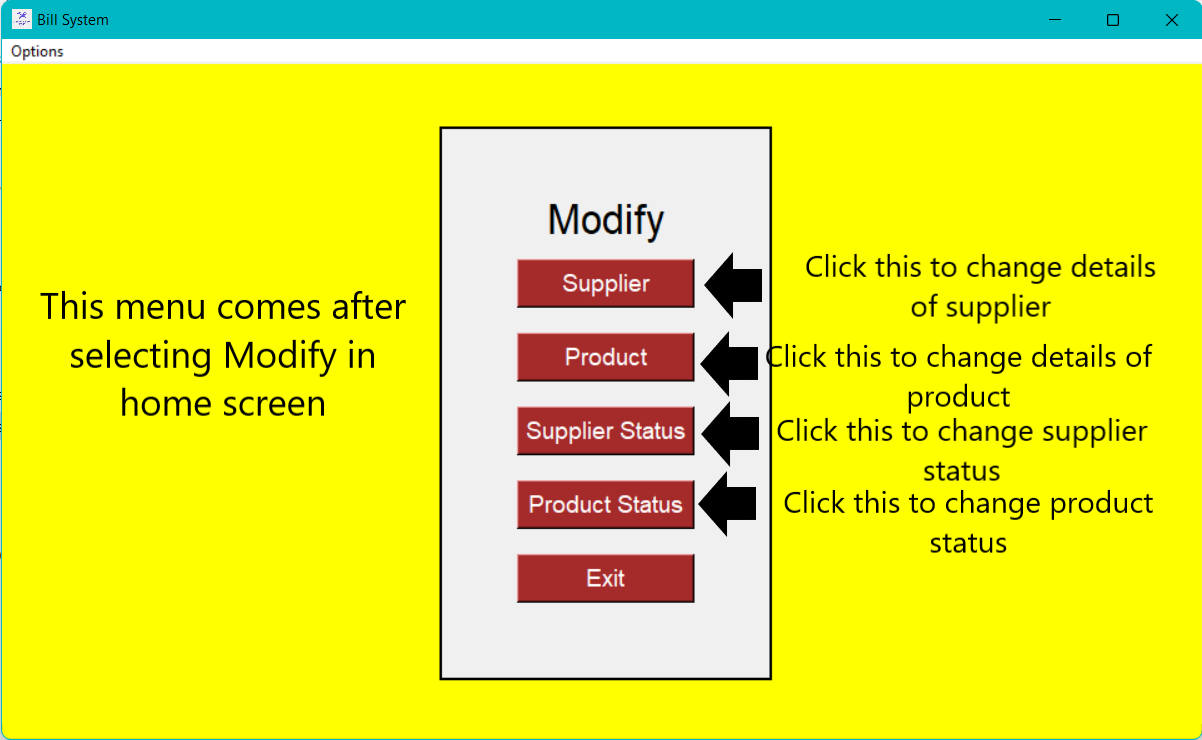 Bill System
Options
This menu comes after
selecting Modify in
home screen
Modify
Supplier
Product
Supplier Status
Product Status
Exit
Click this to change details
of supplier
Click this to change details of
product
Click this to change supplier
status
Click this to change product
status